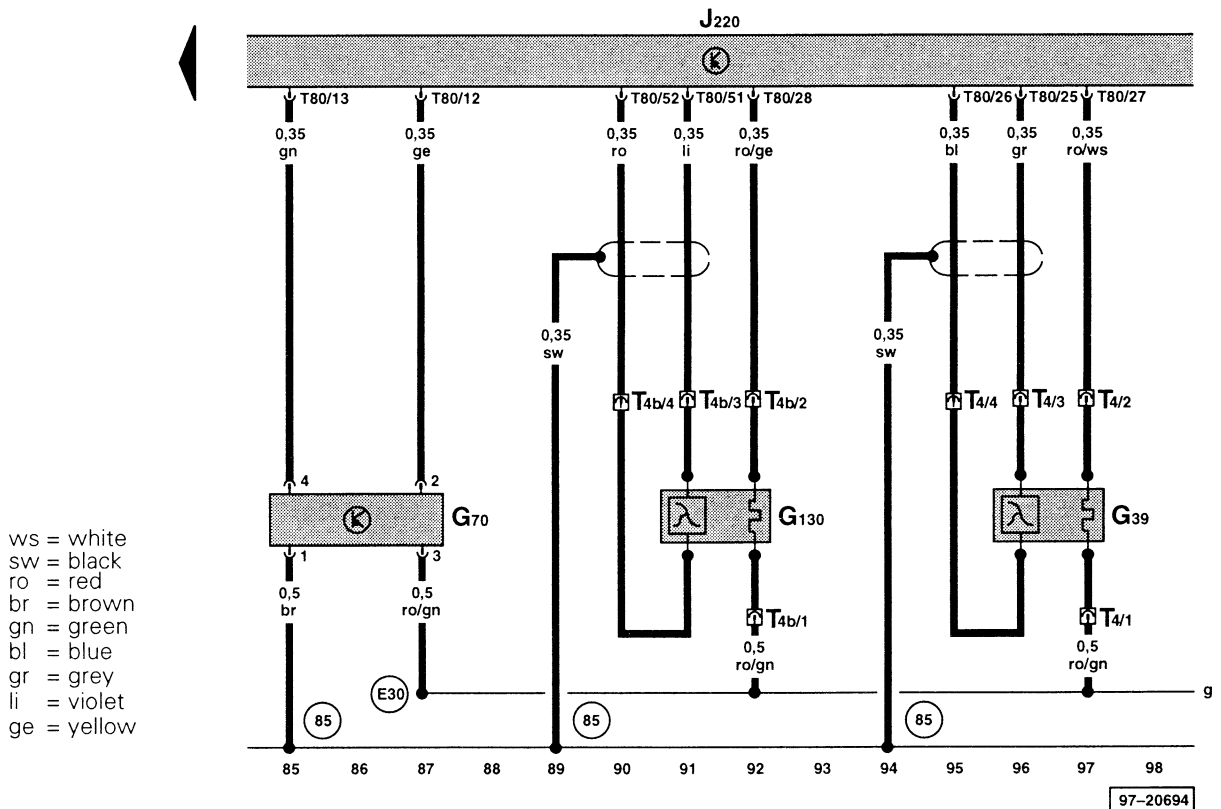 J220
T80/13 T80/12 T80/52 T80/51 T80/28 T80/26 T80/25 T80/27
0,35 0,35 0,35 0,35 0,35 0,35 0,35 0,35
gn ge ro li ro/ge bl gr ro/ws
0,35 0,35
sw sw
T4b/4 T4b/3 T4b/2 T4/4 T4/3 T4/2
4 2
G70 G130 G39
1 3
ws = white
sw = black
ro = red
br = brown
gn = green
bl = blue
gr = grey
li = violet
ge = yellow
0,5 0,5
br ro/gn
T4b/1 T4/1
0,5 0,5
ro/gn ro/gn
E30 g
85 85 85
85 86 87 88 89 90 91 92 93 94 95 96 97 98
97–20694